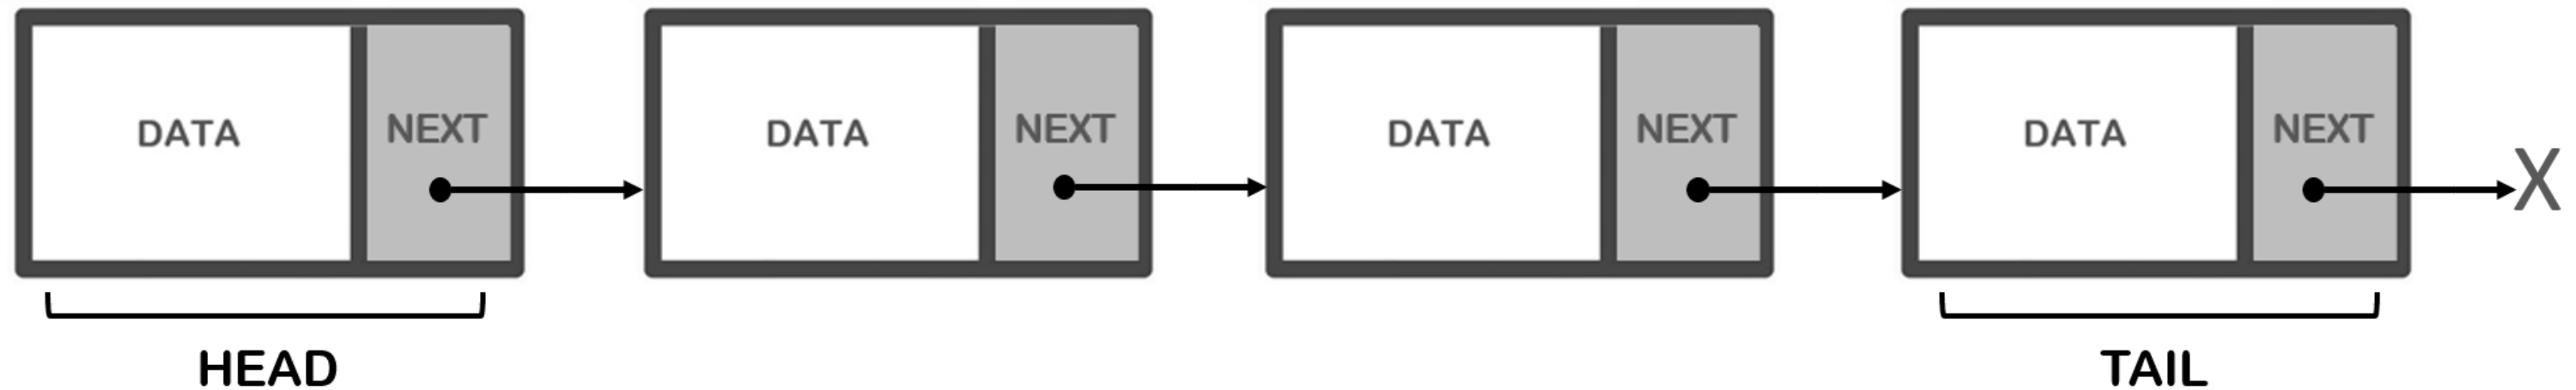 DATA NEXT DATA NEXT DATA NEXT DATA NEXT X
HEAD TAIL